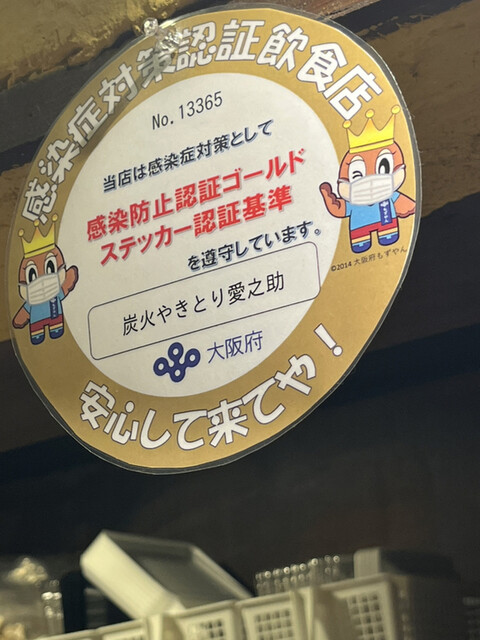 感染症対策認証飲食店
No.13365
当店は感染症対策として
感染防止認証ゴールド
ステッカー認証基準
を遵守しています。
炭火やきとり愛之助
大阪府
©2014 大阪府もずやん
安心して来てや！